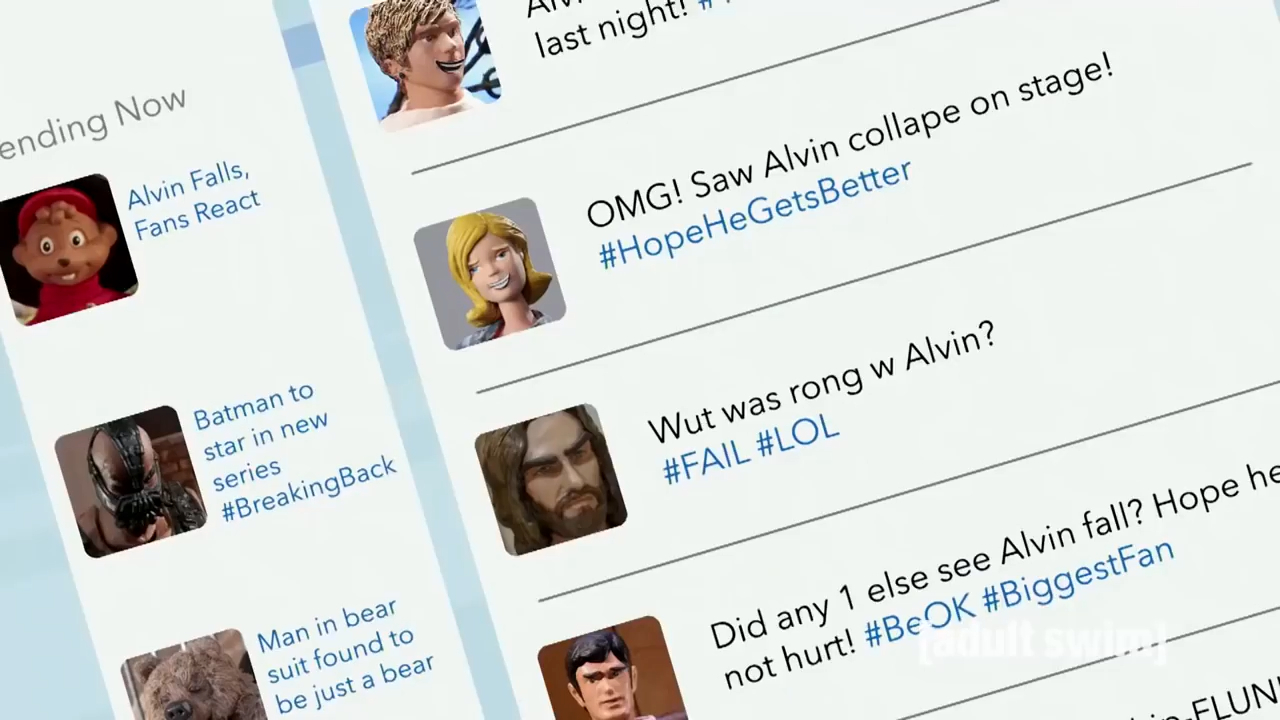 ending Now
Alvin Falls,
Fans React
Batman to
star in new
series
#BreakingBack
Man in bear
suit found to
be just a bear
last night!
OMG! Saw Alvin collape on stage!
#HopeHeGetsBetter
Wut was rong w Alvin?
#FAIL #LOL
Did any 1 else see Alvin fall? Hope he
not hurt! #BeOK #BiggestFan
[adult swim]